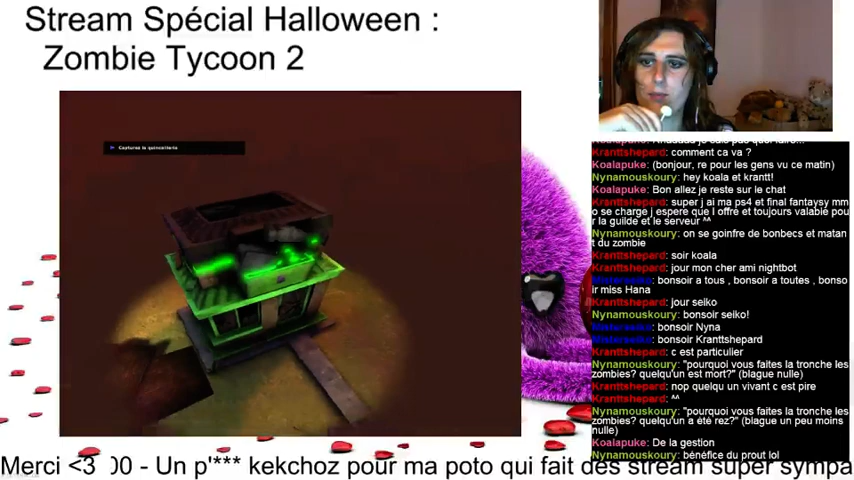 Stream Spécial Halloween :
Zombie Tycoon 2
Capturez la quincaillerie
Kranttshepard: comment ca va ?
Koalapuke: (bonjour, re pour les gens vu ce matin)
Nynamouskoury: hey koala et krantt!
Koalapuke: Bon allez je reste sur le chat
Kranttshepard: super j ai ma ps4 et final fantaysy mm
o se charge j espere que l offre et toujours valabie pou
r la guilde et le serveur ^^
Nynamouskoury: on se goinfre de bonbecs et matan
t du zombie
Kranttshepard: soir koala
Kranttshepard: jour mon cher ami nightbot
bonsoir a tous , bonsoir a toutes , bonso
ir miss Hana
Kranttshepard: jour seiko
Nynamouskoury: bonsoir seiko!
bonsoir Nyna
bonsoir Kranttshepard
Kranttshepard: c est particulier
Nynamouskoury: "pourquoi vous faites la tronche les
zombies? quelqu'un est mort?" (blague nulle)
Kranttshepard: nop quelqu un vivant c est pire
Kranttshepard: ^^
Nynamouskoury: "pourquoi vous faites la tronche les
zombies? quelqu'un a été rez?" (blague un peu moins
nulle)
Koalapuke: De la gestion
Nynamouskoury: bénéfice du prout lol
Merci <3 00 - Un p'*** kekchoz pour ma poto qui fait des stream super sympa